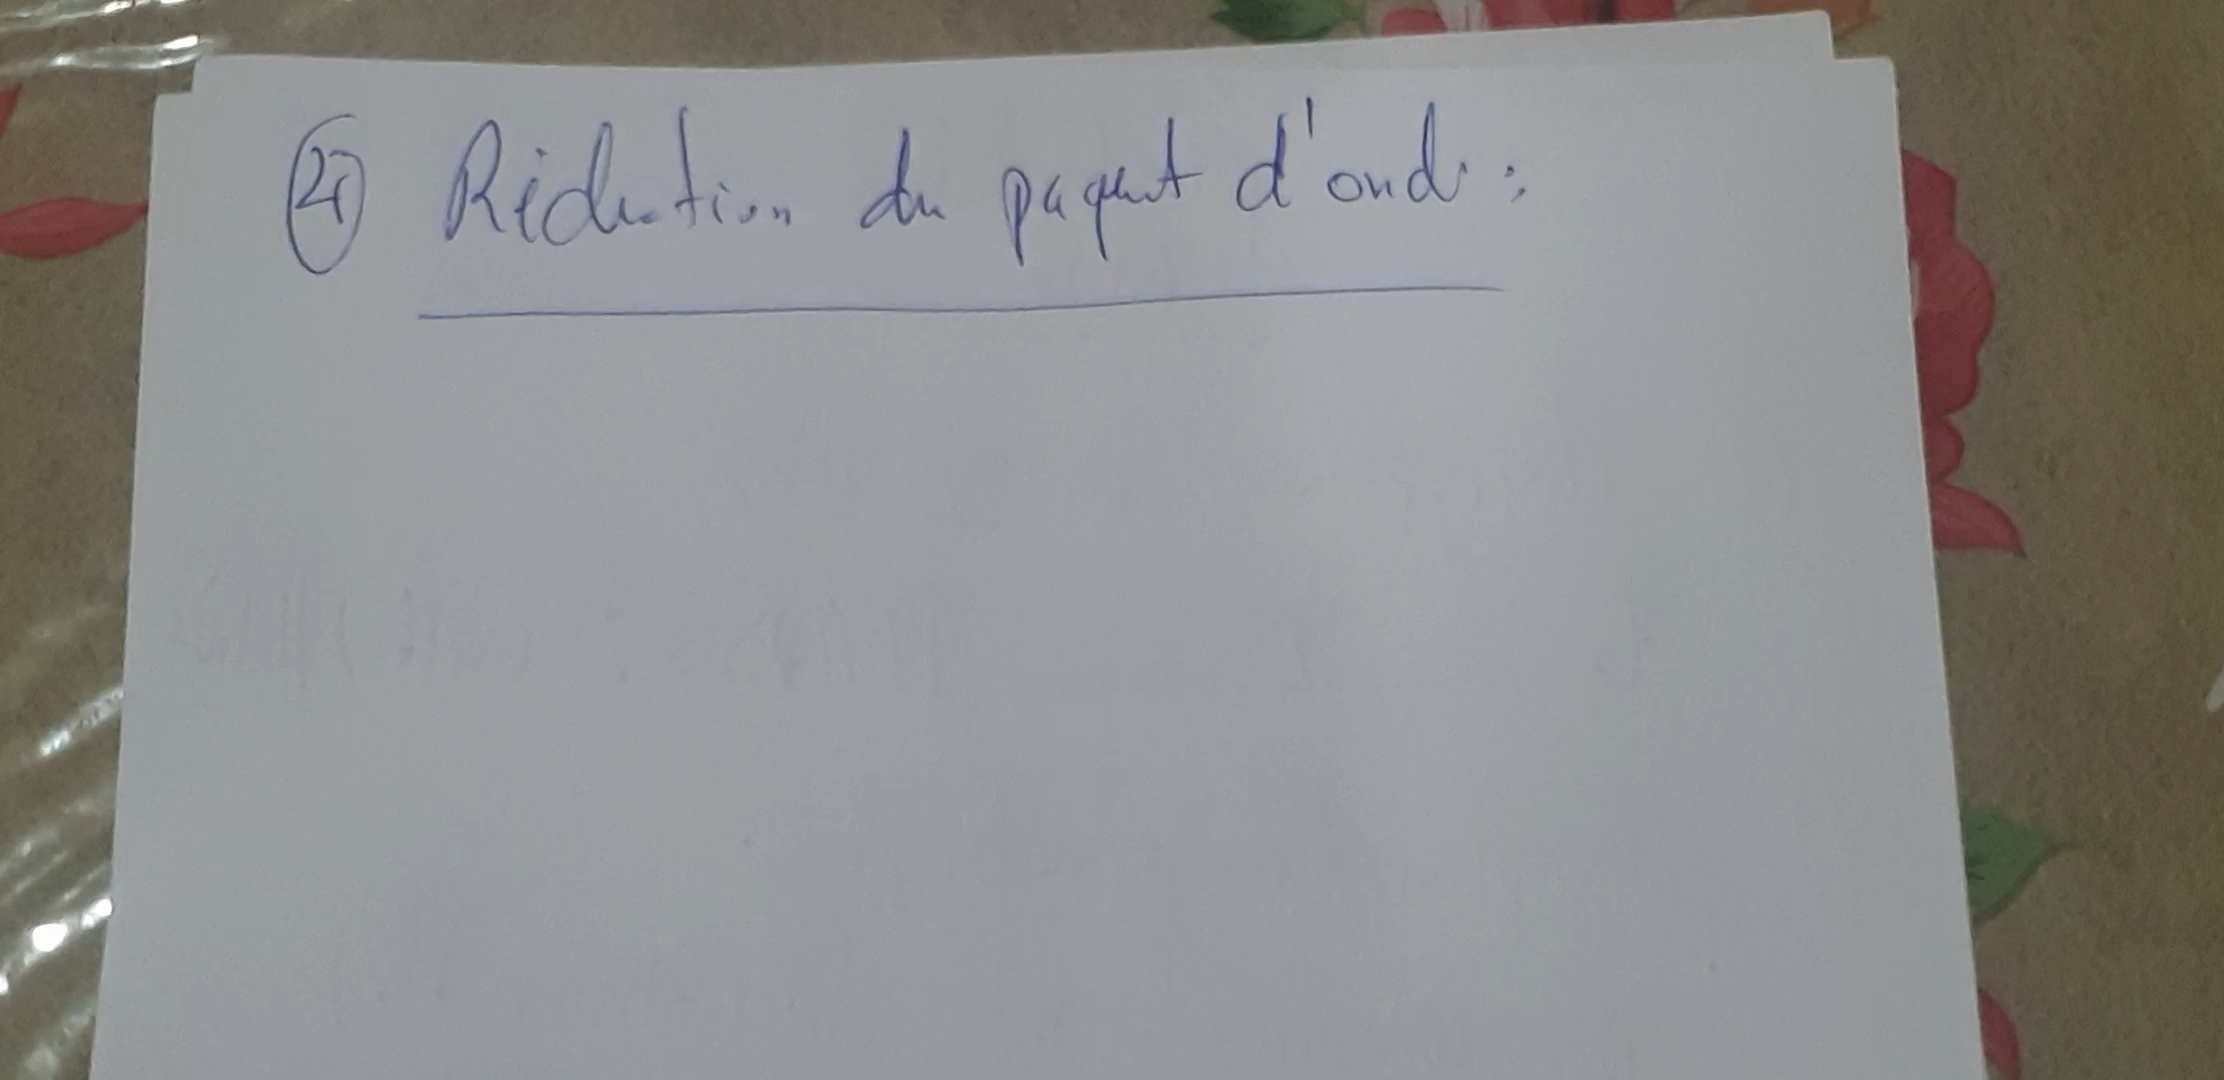 ④ Réduction du paquet d'onde :